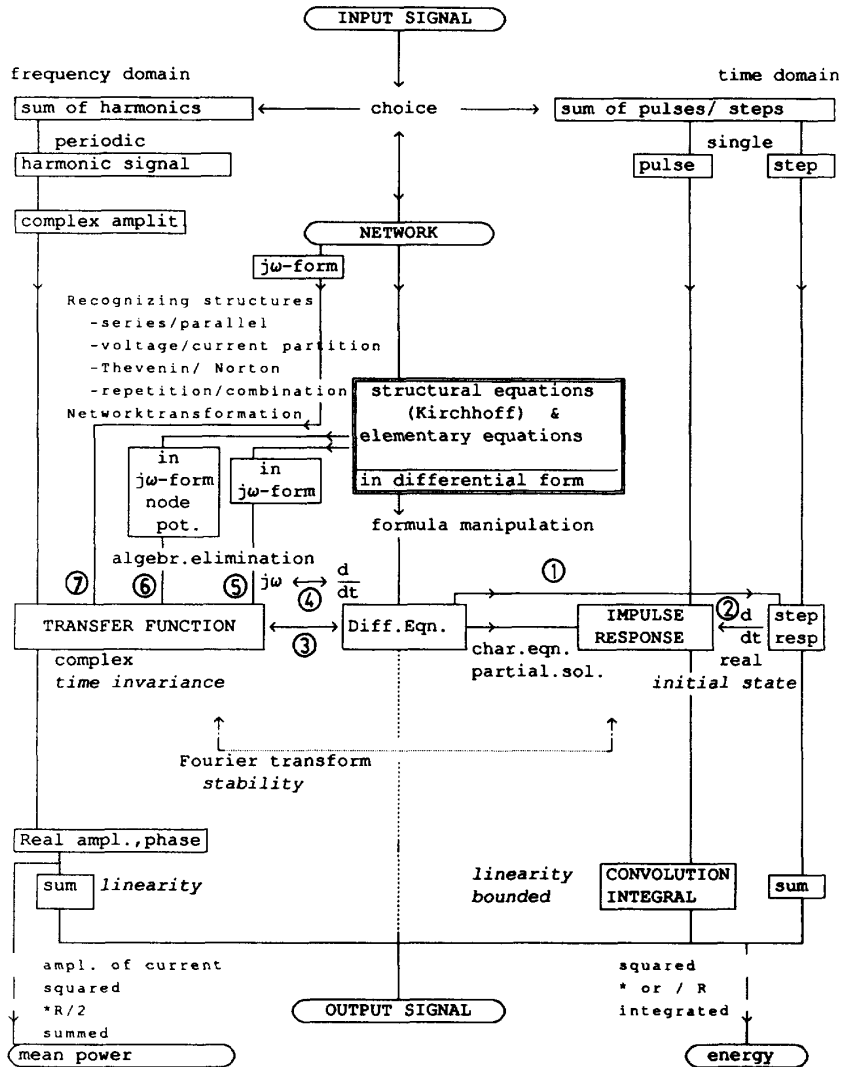 INPUT SIGNAL
frequency domain
time domain
sum of harmonics
choice
sum of pulses/ steps
periodic
single
harmonic signal
pulse
step
complex amplit.
NETWORK
jω-form
Recognizing structures
-series/parallel
-voltage/current partition
-Thevenin/ Norton
-repetition/combination
Networktransformation
structural equations
(Kirchhoff) &
elementary equations
in differential form
in
jω-form
node
pot.
in
jω-form
formula manipulation
algebr.elimination
⑦
⑥
⑤
jω ↔ d/dt
④
①
②
TRANSFER FUNCTION
③
Diff.Eqn.
IMPULSE
RESPONSE
d/dt
step
resp
complex
time invariance
char.eqn.
partial.sol.
real
initial state
Fourier transform
stability
Real ampl.,phase
sum
linearity
linearity
bounded
CONVOLUTION
INTEGRAL
sum
ampl. of current
squared
*R/2
summed
squared
* or / R
integrated
OUTPUT SIGNAL
mean power
energy